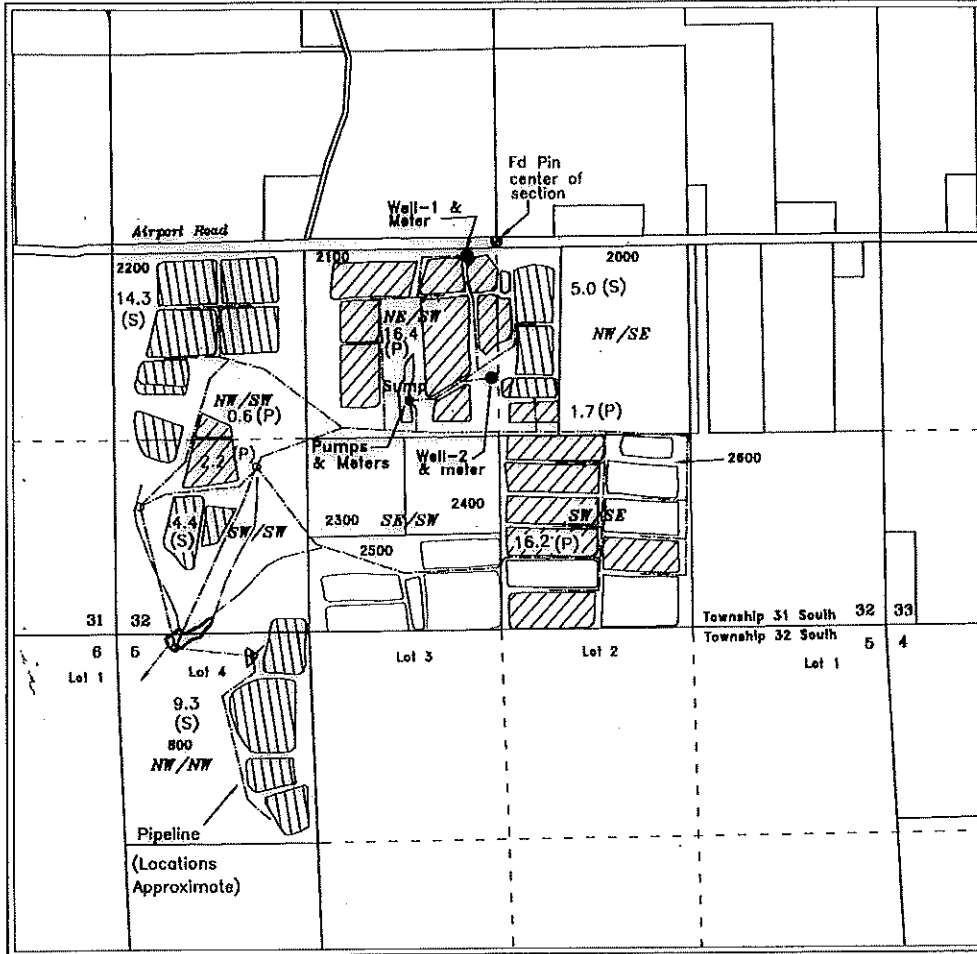 Fd Pin
center of
section
Well-1 &
Meter
Airport Road
2200
2100
2000
14.3
(S)
5.0 (S)
NE/SW
16.4
(P)
NW/SE
Sump
NW/SW
0.6 (P)
1.7 (P)
Pumps
& Meters
Well-2
& meter
2600
2.2 (P)
4.4
(S)
SW/SW
2300
SE/SW
2400
SW/SE
16.2 (P)
2500
31
32
Township 31 South
32
33
6
5
Township 32 South
5
4
Lot 1
Lot 4
Lot 3
Lot 2
Lot 1
9.3
(S)
800
NW/NW
Pipeline
(Locations
Approximate)